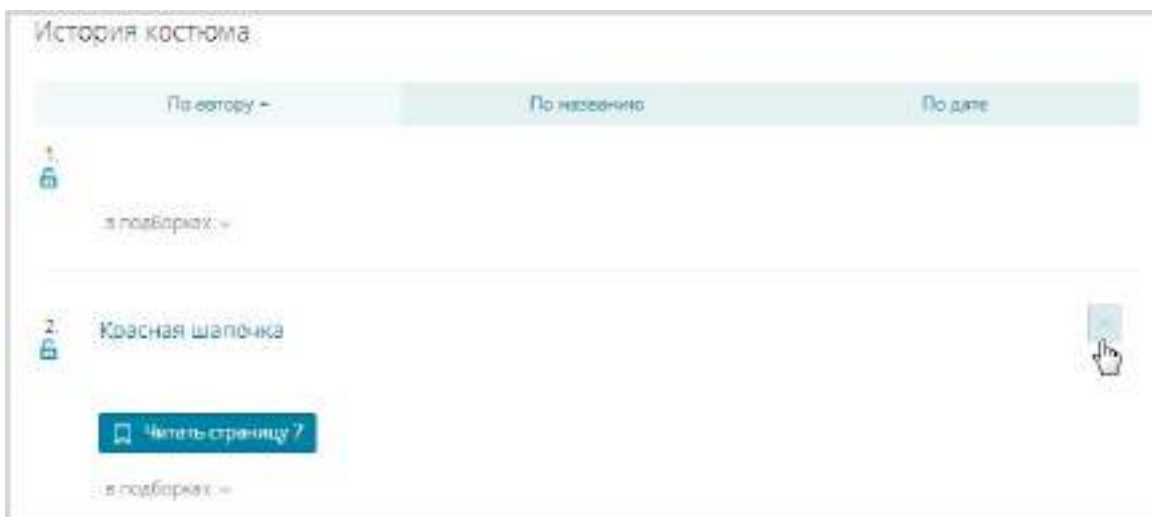 История костюма
По автору
По названию
По дате
1.
в подборках
2.
Красная шапочка
Читать страницу 7
в подборках